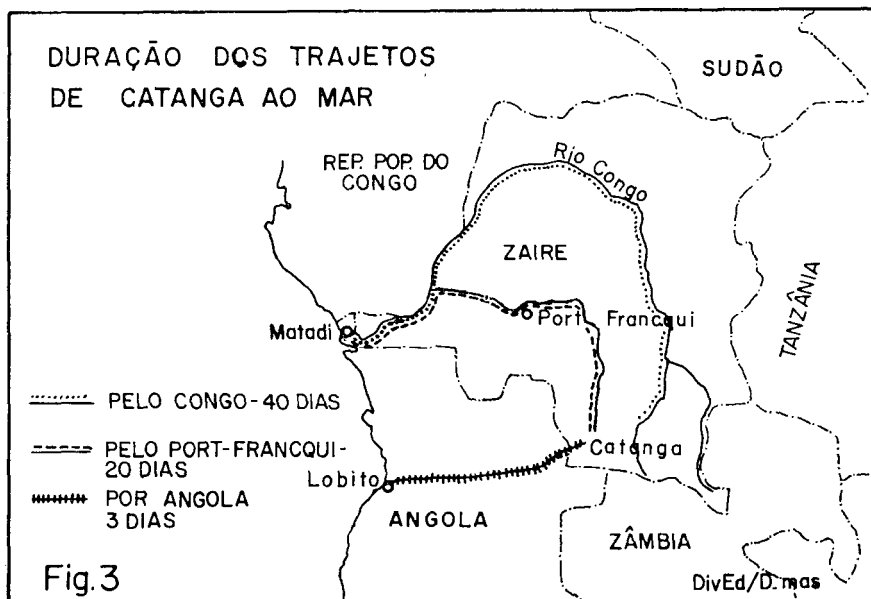 DURAÇÃO DOS TRAJETOS
DE CATANGA AO MAR
SUDÃO
REP. POP. DO
CONGO
Rio Congo
ZAIRE
Matadi
Port Francqui
TANZÂNIA
PELO CONGO-40 DIAS
PELO PORT-FRANCQUI-
20 DIAS
Catanga
Lobito
POR ANGOLA
3 DIAS
ANGOLA
ZÂMBIA
Fig.3
DivEd/D. mas